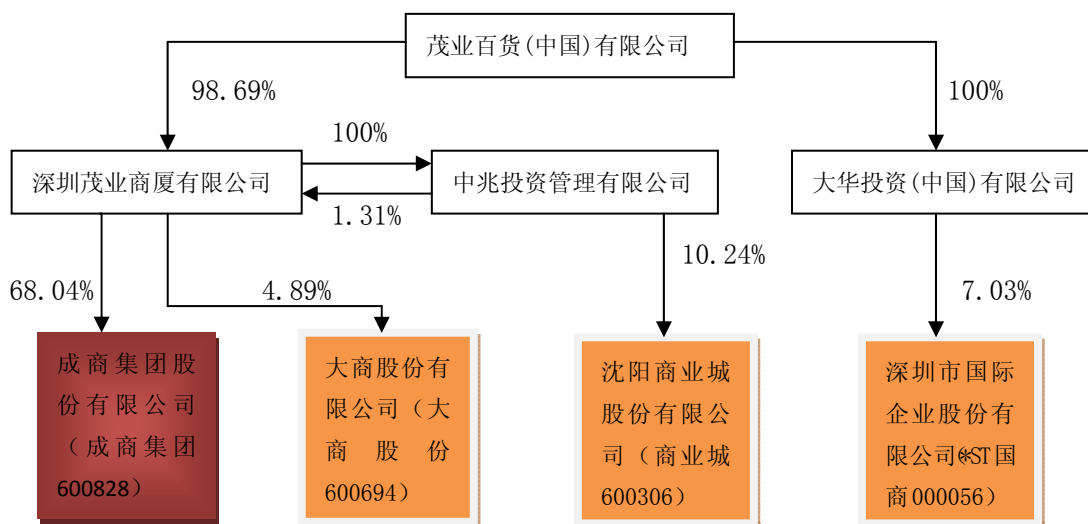 茂业百货(中国)有限公司
98.69%
100%
100%
深圳茂业商厦有限公司
中兆投资管理有限公司
大华投资(中国)有限公司
1.31%
68.04%
4.89%
10.24%
7.03%
成商集团股
份有限公司
（成商集团
600828）
大商股份有
限公司（大
商股份
600694）
沈阳商业城
股份有限公
司（商业城
600306）
深圳市国际
企业股份有
限公司(*ST国
商000056）